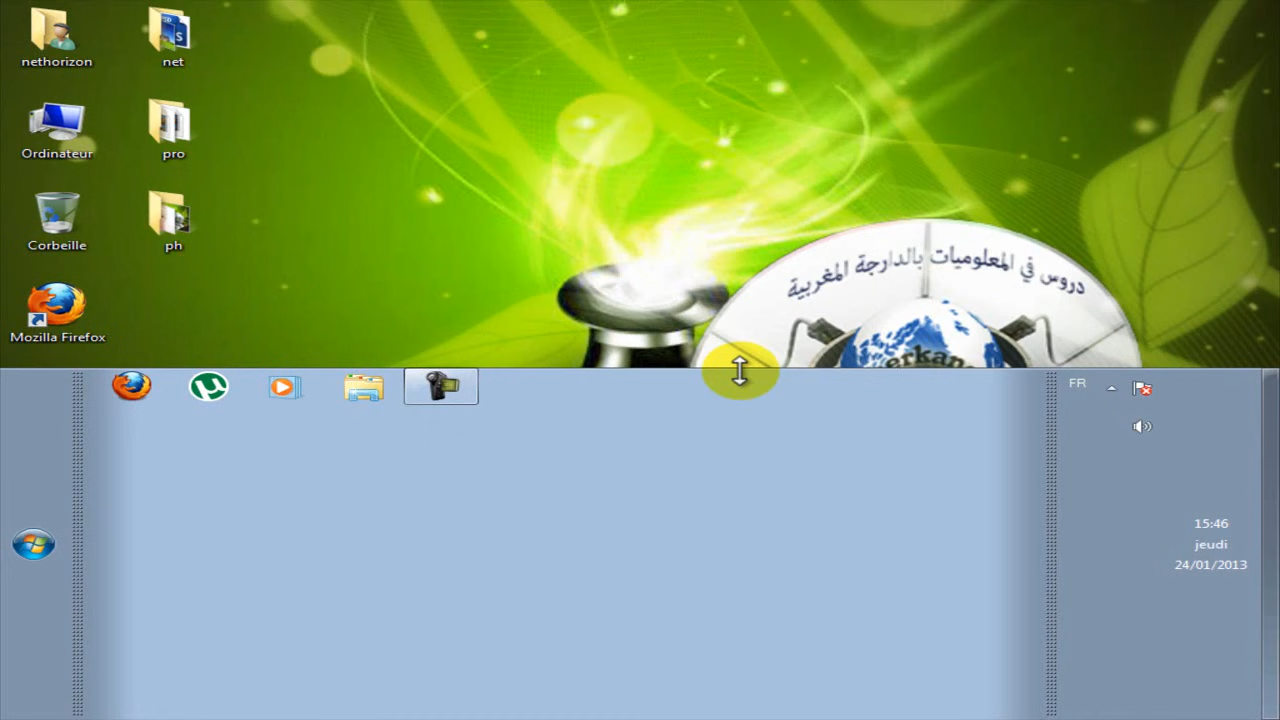 nethorizon
net
Ordinateur
pro
Corbeille
ph
Mozilla Firefox
دروس في المعلوميات بالدارجة المغربية
erkan
FR
15:46
jeudi
24/01/2013